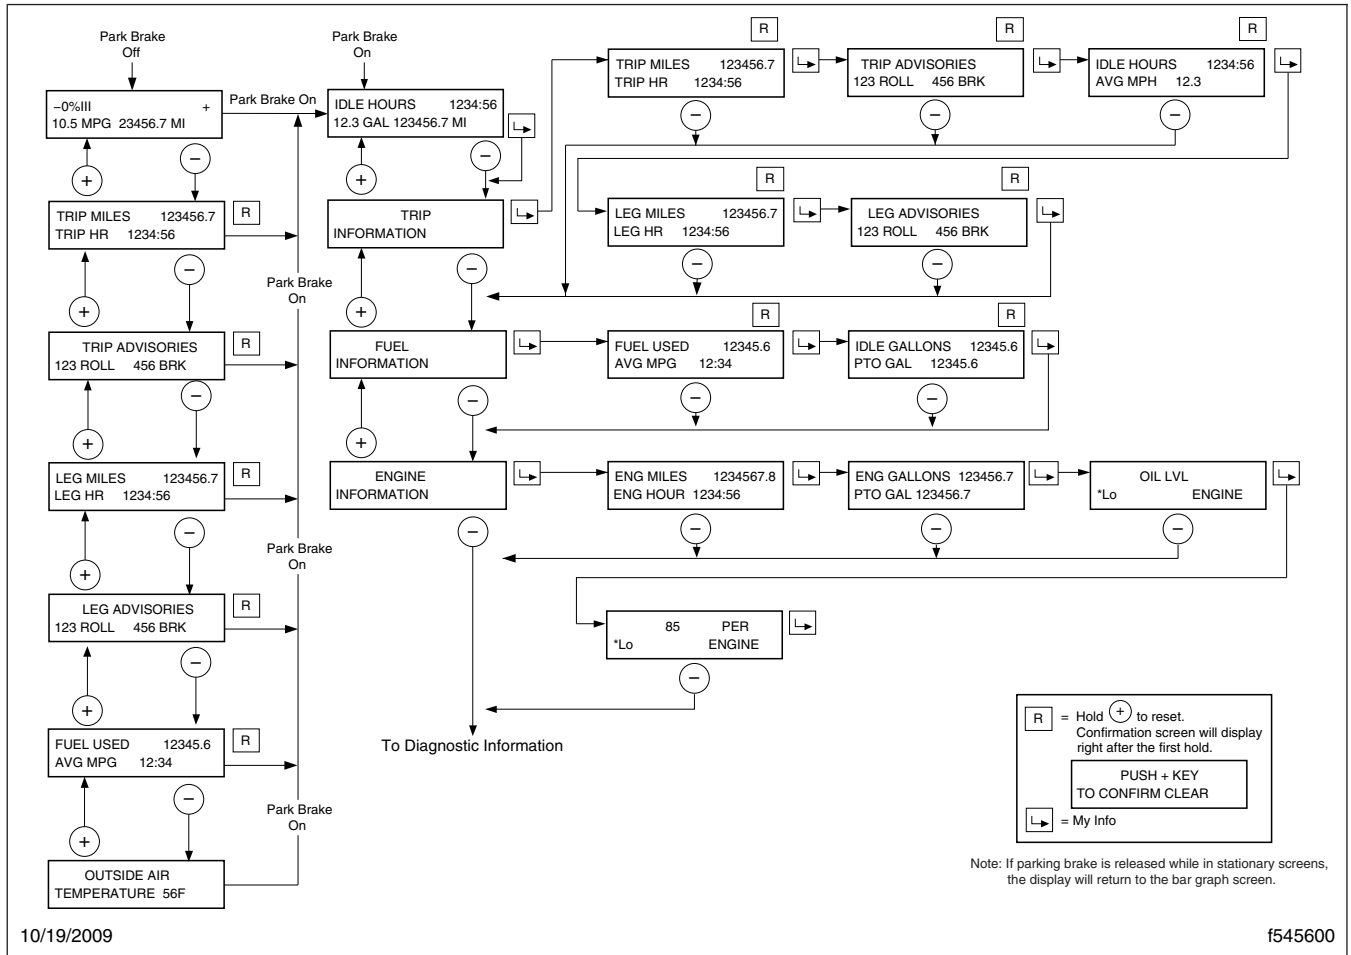 Park Brake
Off
−0%III +
10.5 MPG 23456.7 MI
+
−
TRIP MILES 123456.7
TRIP HR 1234:56
R
+
−
TRIP ADVISORIES
123 ROLL 456 BRK
R
+
−
LEG MILES 123456.7
LEG HR 1234:56
R
+
−
LEG ADVISORIES
123 ROLL 456 BRK
R
+
−
FUEL USED 12345.6
AVG MPG 12:34
R
+
−
OUTSIDE AIR
TEMPERATURE 56F
Park Brake On
Park Brake
On
Park Brake
On
Park Brake
On
Park Brake
On
IDLE HOURS 1234:56
12.3 GAL 123456.7 MI
+
−
TRIP
INFORMATION
+
−
FUEL
INFORMATION
+
−
ENGINE
INFORMATION
−
To Diagnostic Information
R
TRIP MILES 123456.7
TRIP HR 1234:56
−
R
TRIP ADVISORIES
123 ROLL 456 BRK
−
R
IDLE HOURS 1234:56
AVG MPH 12.3
−
R
LEG MILES 123456.7
LEG HR 1234:56
−
R
LEG ADVISORIES
123 ROLL 456 BRK
−
R
FUEL USED 12345.6
AVG MPG 12:34
−
R
IDLE GALLONS 12345.6
PTO GAL 12345.6
−
ENG MILES 1234567.8
ENG HOUR 1234:56
−
ENG GALLONS 123456.7
PTO GAL 123456.7
−
OIL LVL
*Lo ENGINE
−
85 PER
*Lo ENGINE
−
R = Hold + to reset.
Confirmation screen will display
right after the first hold.
PUSH + KEY
TO CONFIRM CLEAR
= My Info
Note: If parking brake is released while in stationary screens,
the display will return to the bar graph screen.
10/19/2009
f545600